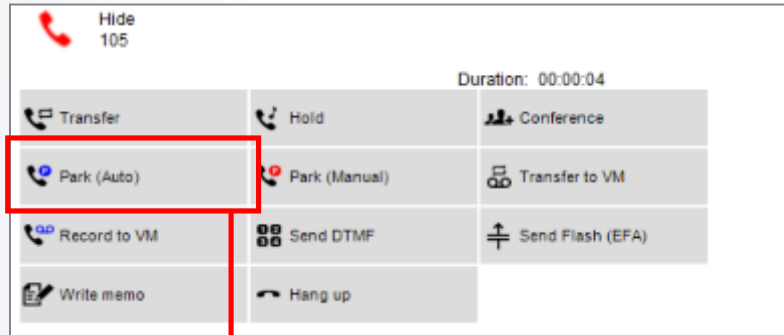 Hide
105
Duration: 00:00:04
Transfer
Hold
Conference
Park (Auto)
Park (Manual)
Transfer to VM
Record to VM
Send DTMF
Send Flash (EFA)
Write memo
Hang up